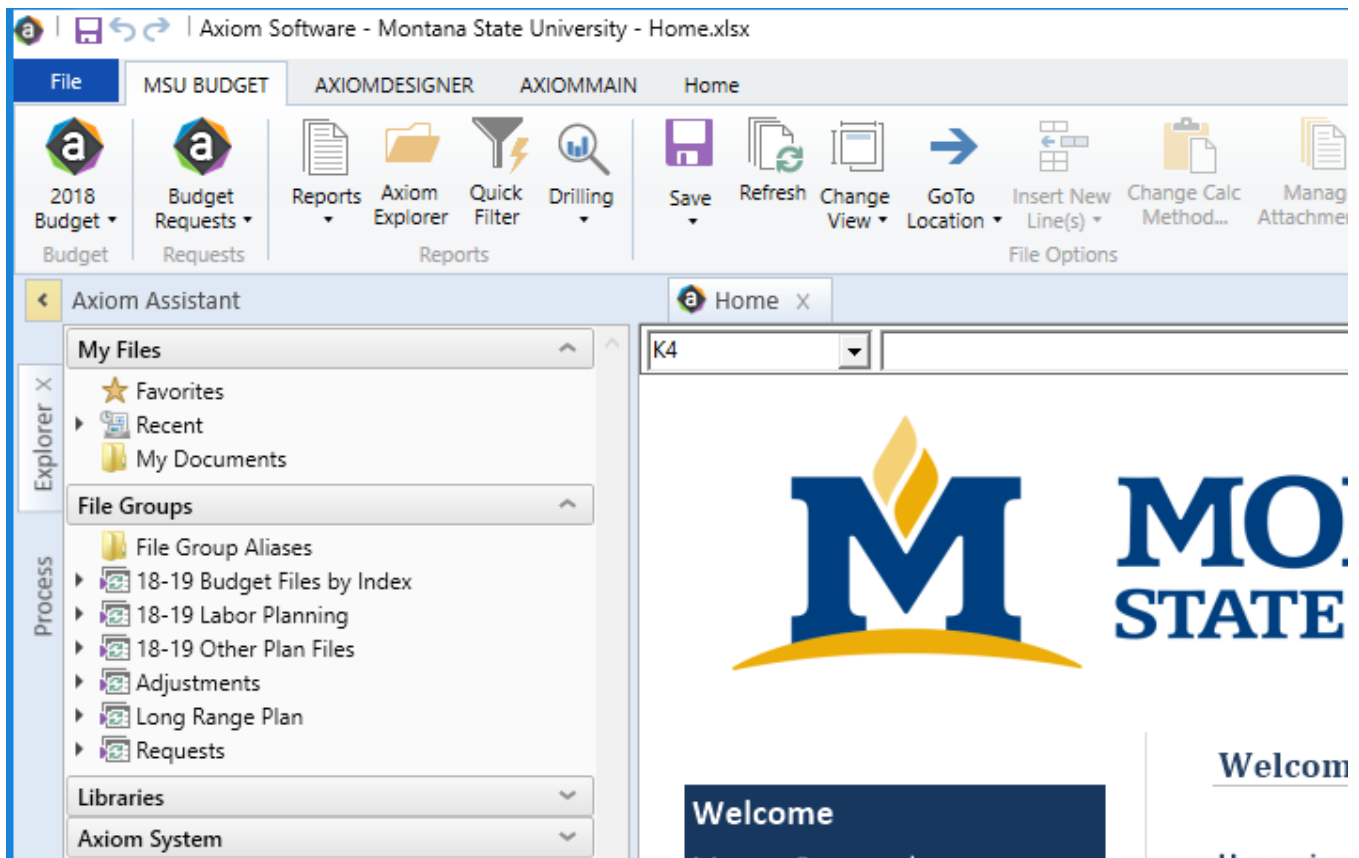 Axiom Software - Montana State University - Home.xlsx
File MSU BUDGET AXIOMDESIGNER AXIOMMAIN Home
2018 Budget
Budget Requests
Reports
Axiom Explorer
Quick Filter
Drilling
Save
Refresh
Change View
GoTo Location
Insert New Line(s)
Change Calc Method...
Budget Requests Reports File Options
Axiom Assistant
a Home X
K4
My Files
Favorites
Recent
My Documents
File Groups
File Group Aliases
18-19 Budget Files by Index
18-19 Labor Planning
18-19 Other Plan Files
Adjustments
Long Range Plan
Requests
Libraries
Axiom System
Explorer
Process
M
STATE
Welcome